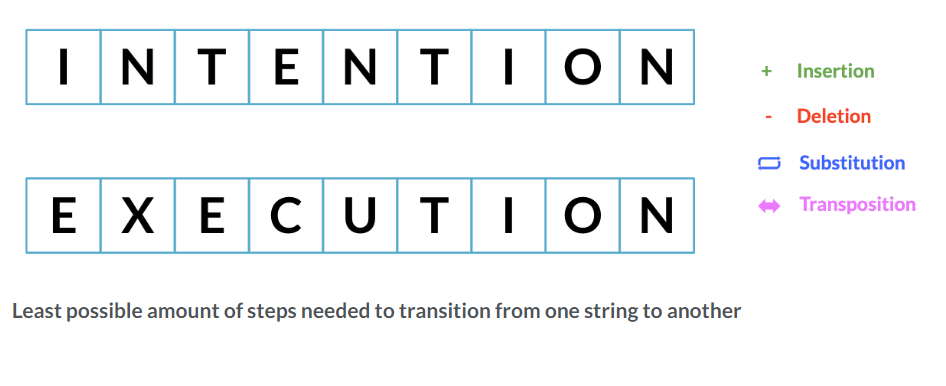 I N T E N T I O N
+ Insertion
- Deletion
Substitution
E X E C U T I O N
Transposition
Least possible amount of steps needed to transition from one string to another